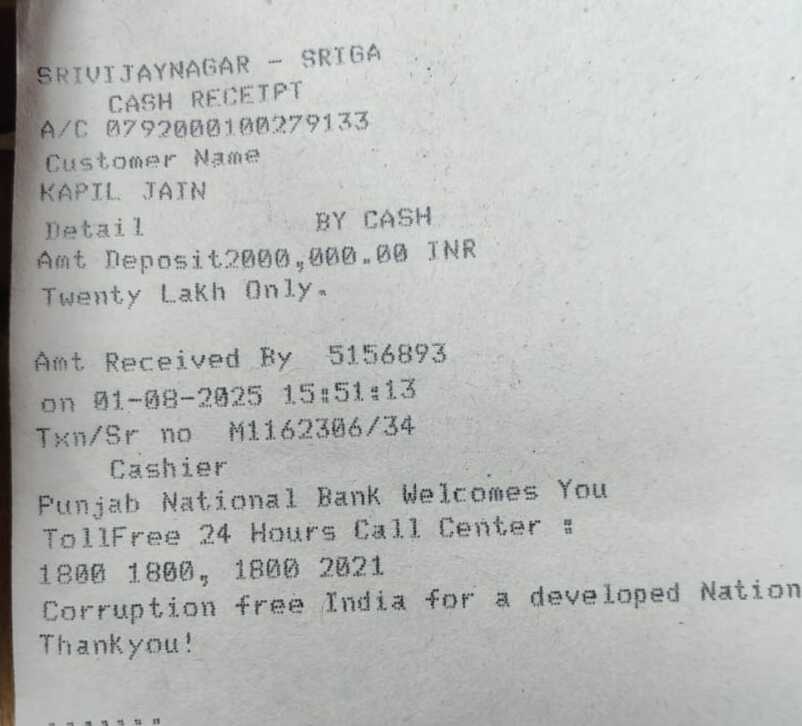 SRIVIJAYNAGAR - SRIGA
CASH RECEIPT
A/C 0792000100279133
Customer Name
KAPIL JAIN
Detail BY CASH
Amt Deposit2000,000.00 INR
Twenty Lakh Only.
Amt Received By 5156893
on 01-08-2025 15:51:13
Txn/Sr no M1162306/34
Cashier
Punjab National Bank Welcomes You
TollFree 24 Hours Call Center :
1800 1800, 1800 2021
Corruption free India for a developed Nation
Thankyou!